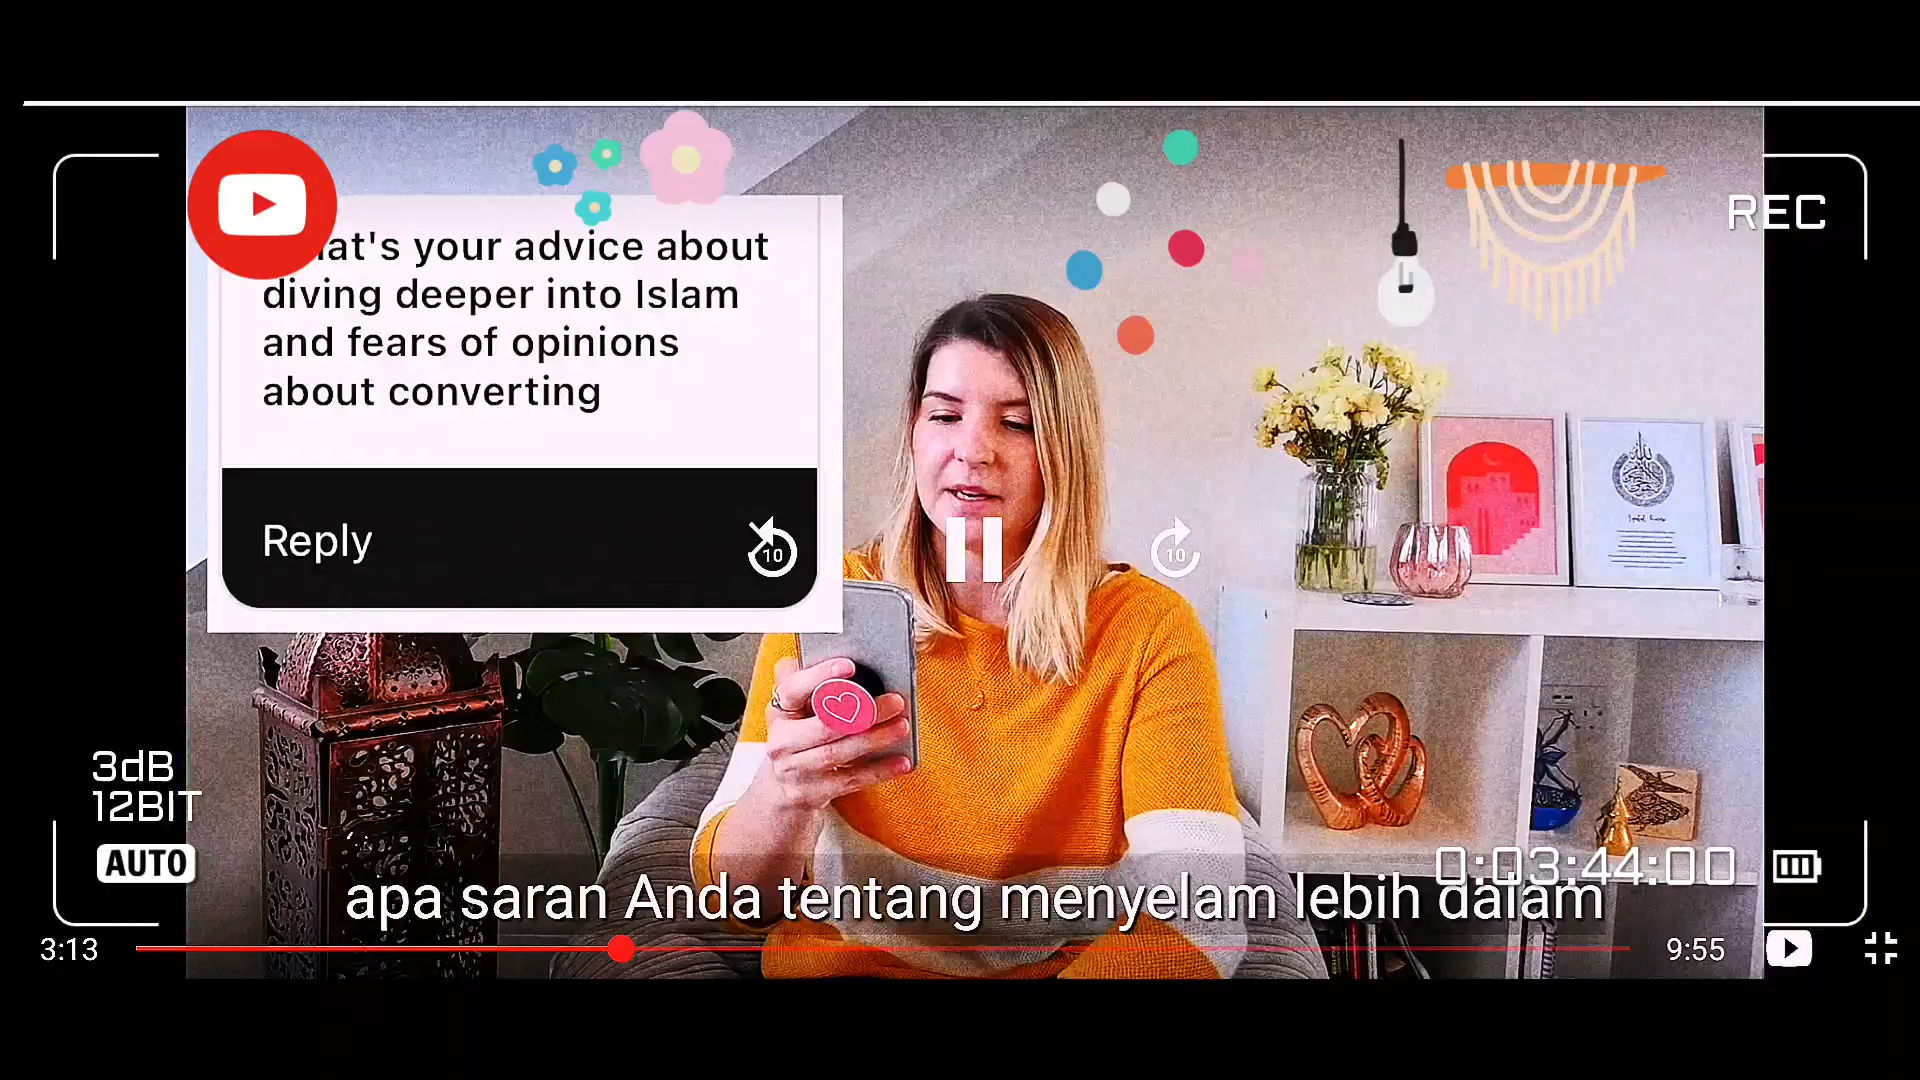 REC
at's your advice about
diving deeper into Islam
and fears of opinions
about converting
Reply
10
10
3dB
12BIT
AUTO
0:03:44:00
apa saran Anda tentang menyelam lebih dalam
3:13
9:55